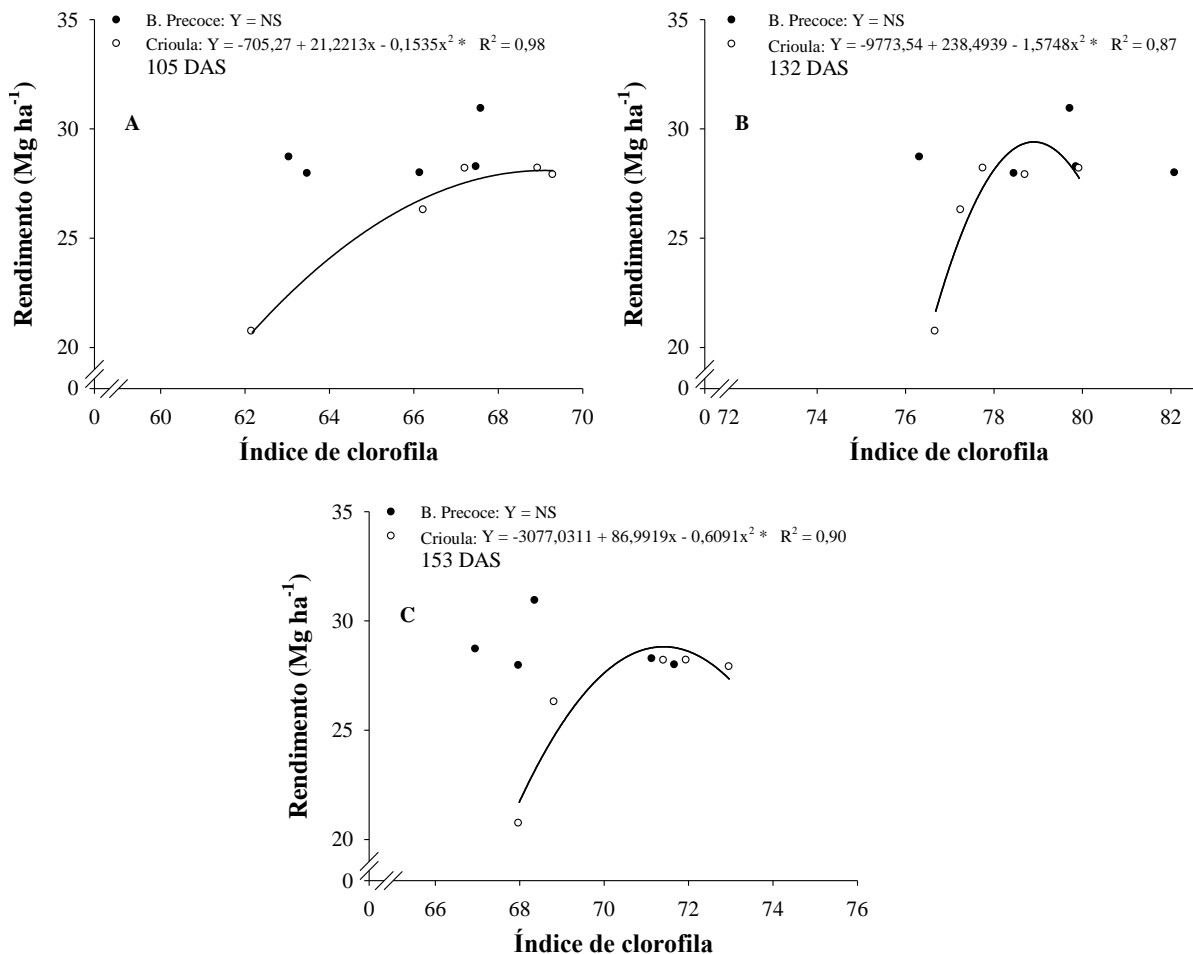 B. Precoce: Y = NS
Crioula: Y = -705,27 + 21,2213x - 0,1535x² * R² = 0,98
105 DAS
A
Rendimento (Mg ha⁻¹)
35
30
25
20
0
0 60 62 64 66 68 70
Índice de clorofila
B. Precoce: Y = NS
Crioula: Y = -9773,54 + 238,4939 - 1,5748x² * R² = 0,87
132 DAS
B
Rendimento (Mg ha⁻¹)
35
30
25
20
0
0 72 74 76 78 80 82
Índice de clorofila
B. Precoce: Y = NS
Crioula: Y = -3077,0311 + 86,9919x - 0,6091x² * R² = 0,90
153 DAS
C
Rendimento (Mg ha⁻¹)
35
30
25
20
0
0 66 68 70 72 74 76
Índice de clorofila